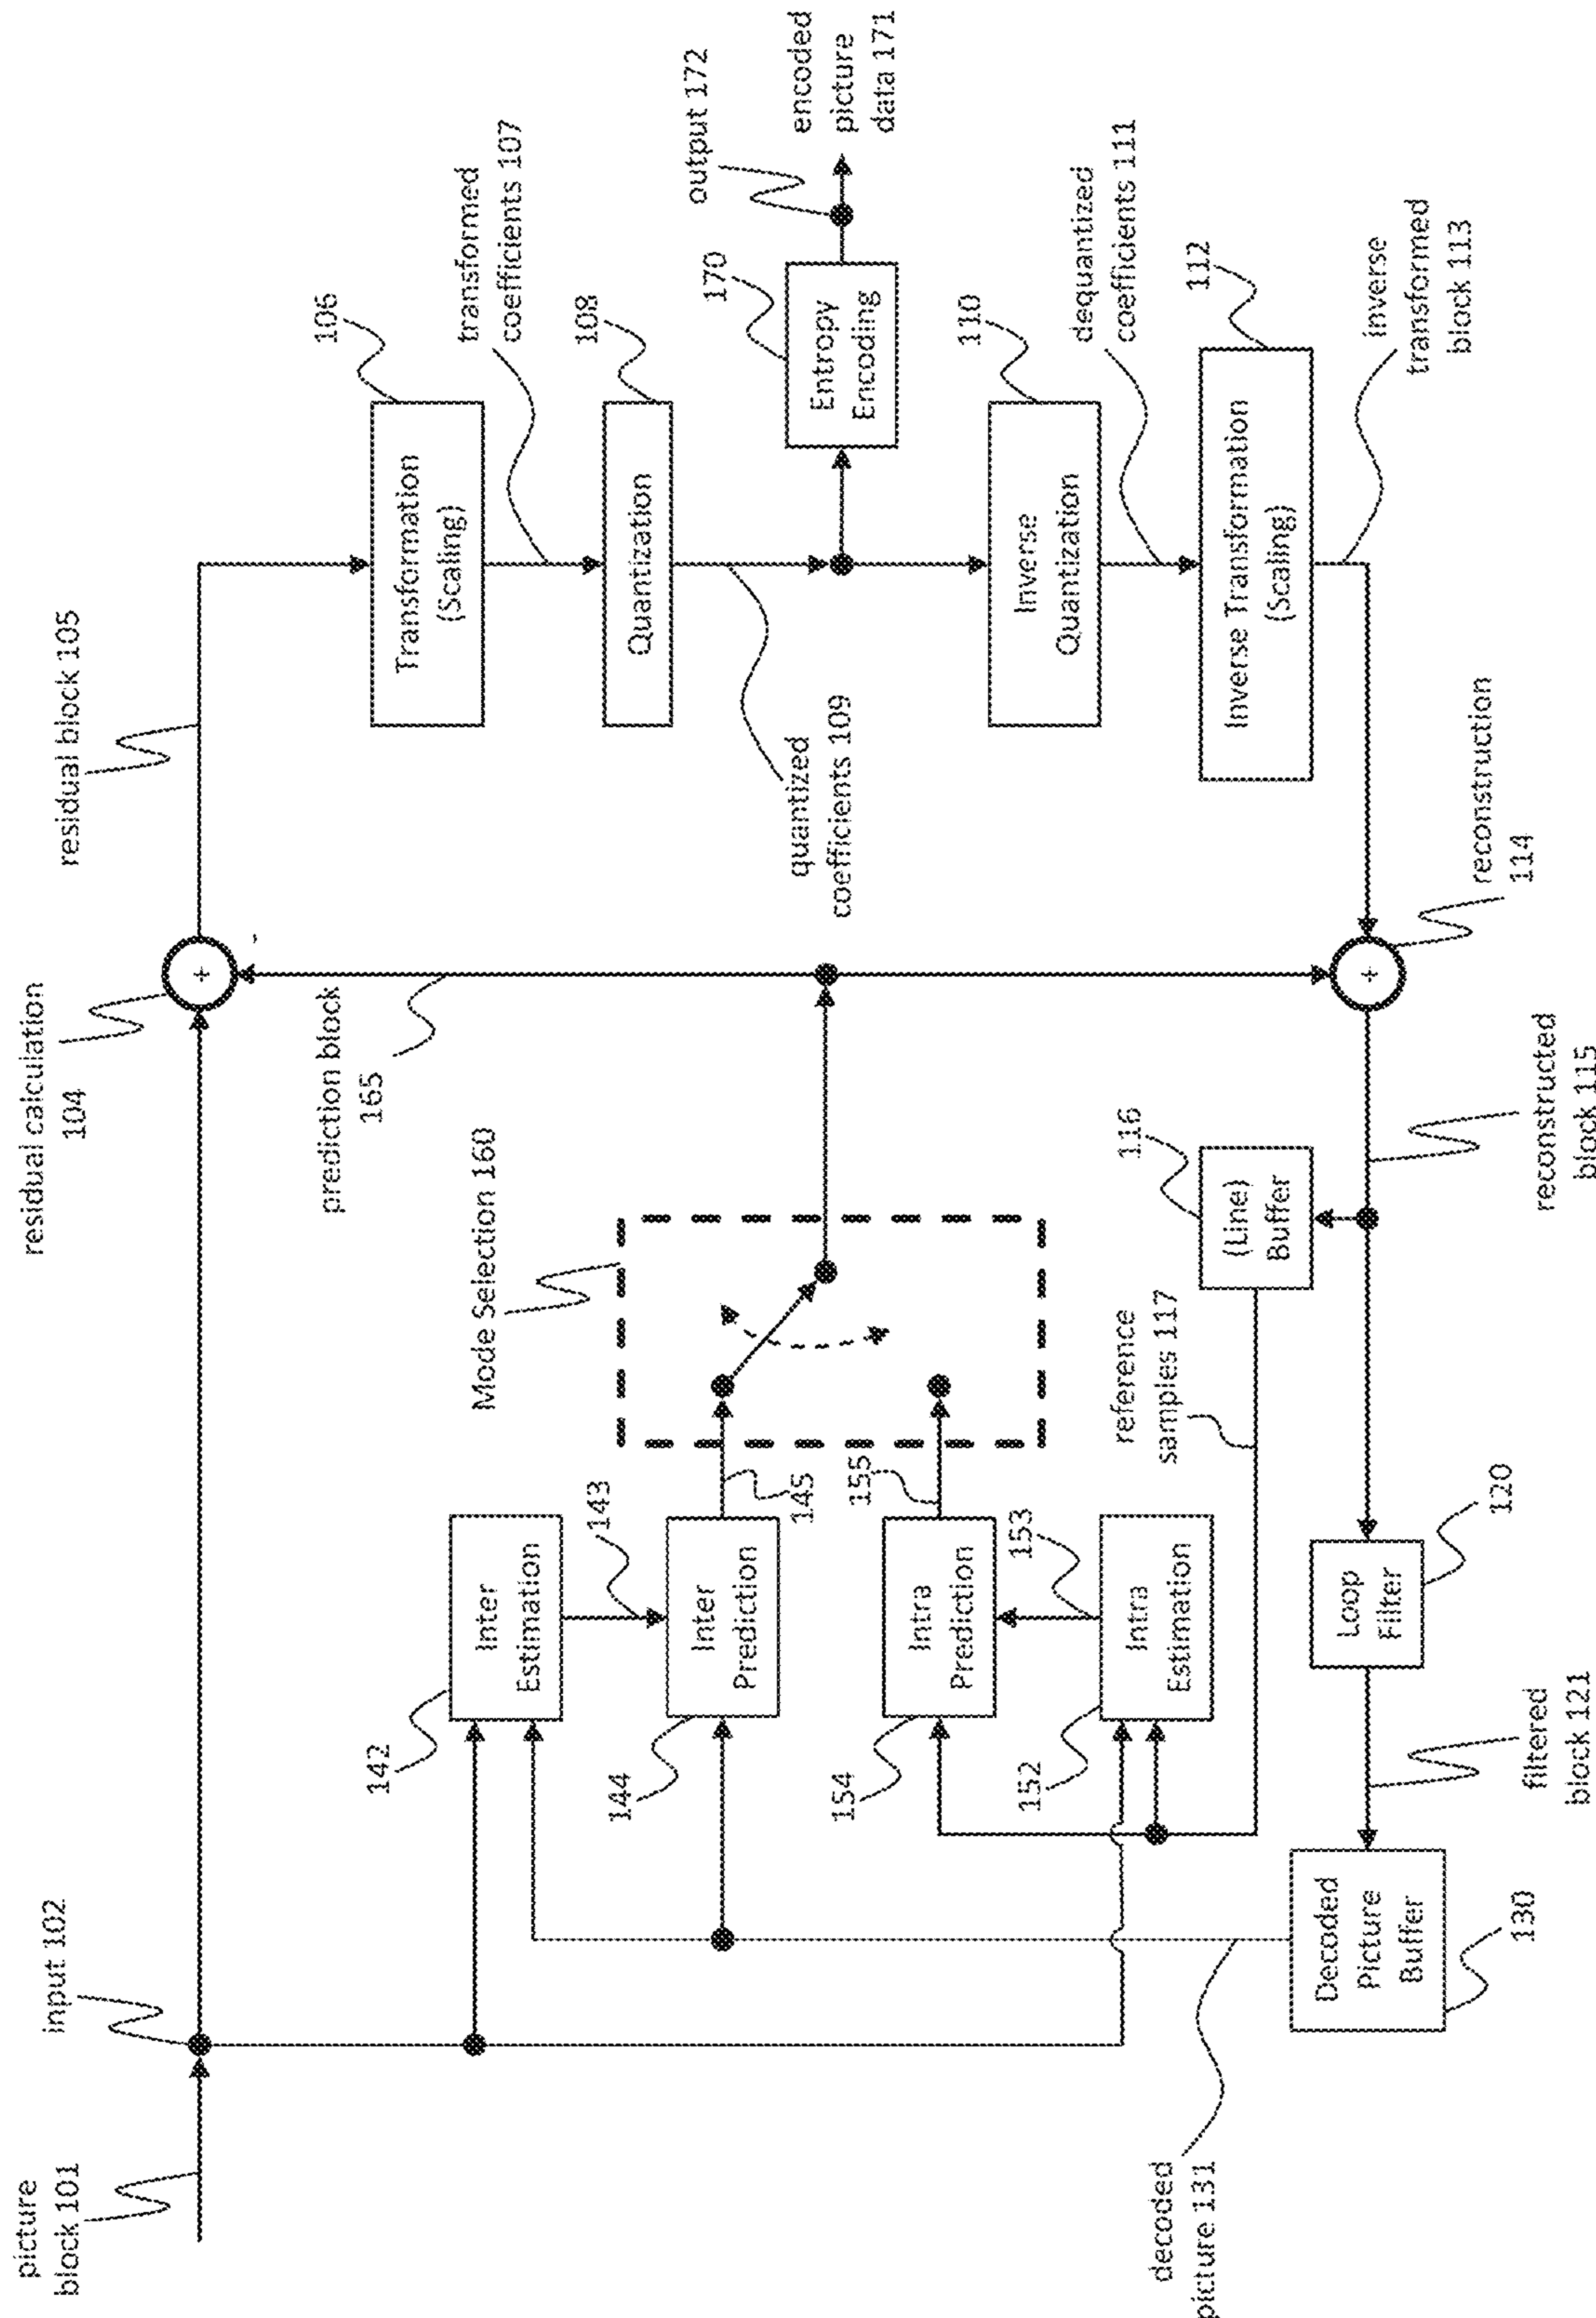 picture
block 101
input 102
residual calculation
104
residual block 105
prediction block
165
106
Transformation
(Scaling)
transformed
coefficients 107
108
Quantization
quantized
coefficients 109
170
Entropy
Encoding
output 172
encoded
picture
data 171
110
Inverse
Quantization
dequantized
coefficients 111
112
Inverse Transformation
(Scaling)
inverse
transformed
block 113
reconstruction
114
reconstructed
block 115
116
(Line)
Buffer
reference
samples 117
Mode Selection 160
142
Inter
Estimation
143
144
Inter
Prediction
145
154
Intra
Prediction
155
153
152
Intra
Estimation
Loop
Filter
120
filtered
block 121
Decoded
Picture
Buffer
130
decoded
picture 131
+
+